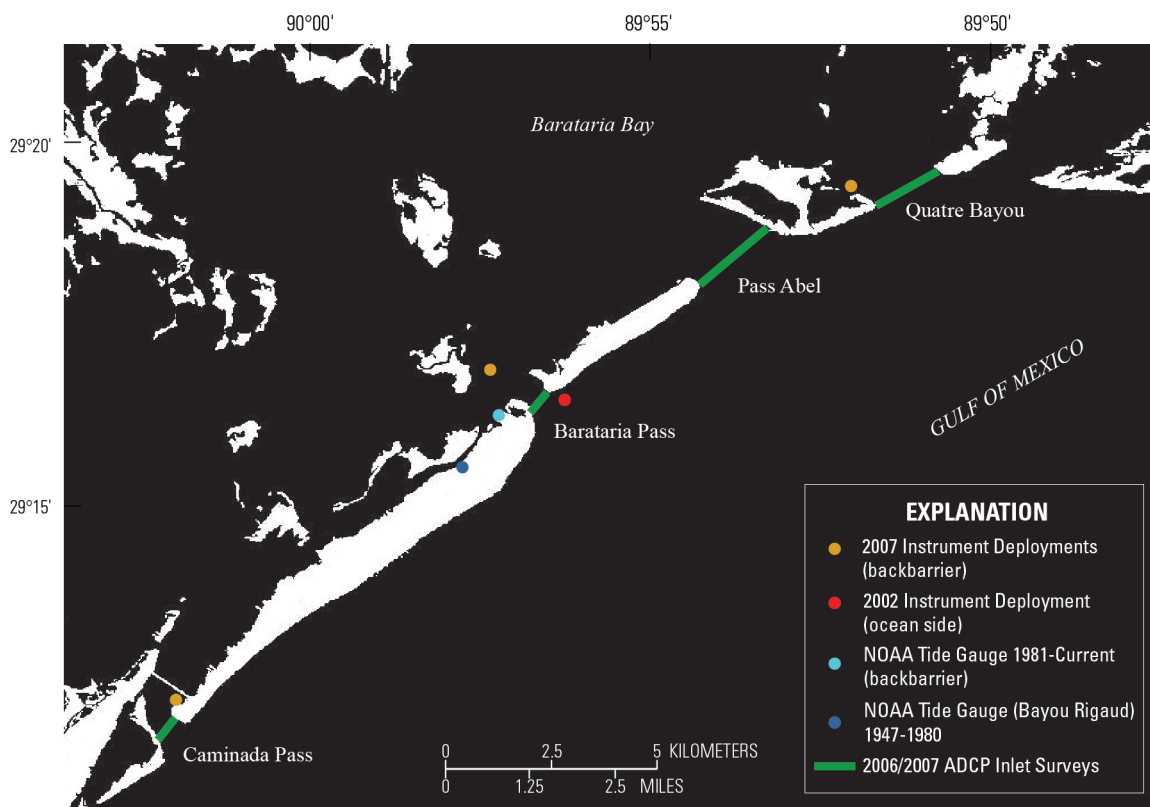 90°00'
89°55'
89°50'
29°20'
Barataria Bay
Quatre Bayou
Pass Abel
GULF OF MEXICO
Barataria Pass
29°15'
Caminada Pass
EXPLANATION
2007 Instrument Deployments
(backbarrier)
2002 Instrument Deployment
(ocean side)
NOAA Tide Gauge 1981-Current
(backbarrier)
NOAA Tide Gauge (Bayou Rigaud)
1947-1980
2006/2007 ADCP Inlet Surveys
0 2.5 5 KILOMETERS
0 1.25 2.5 MILES